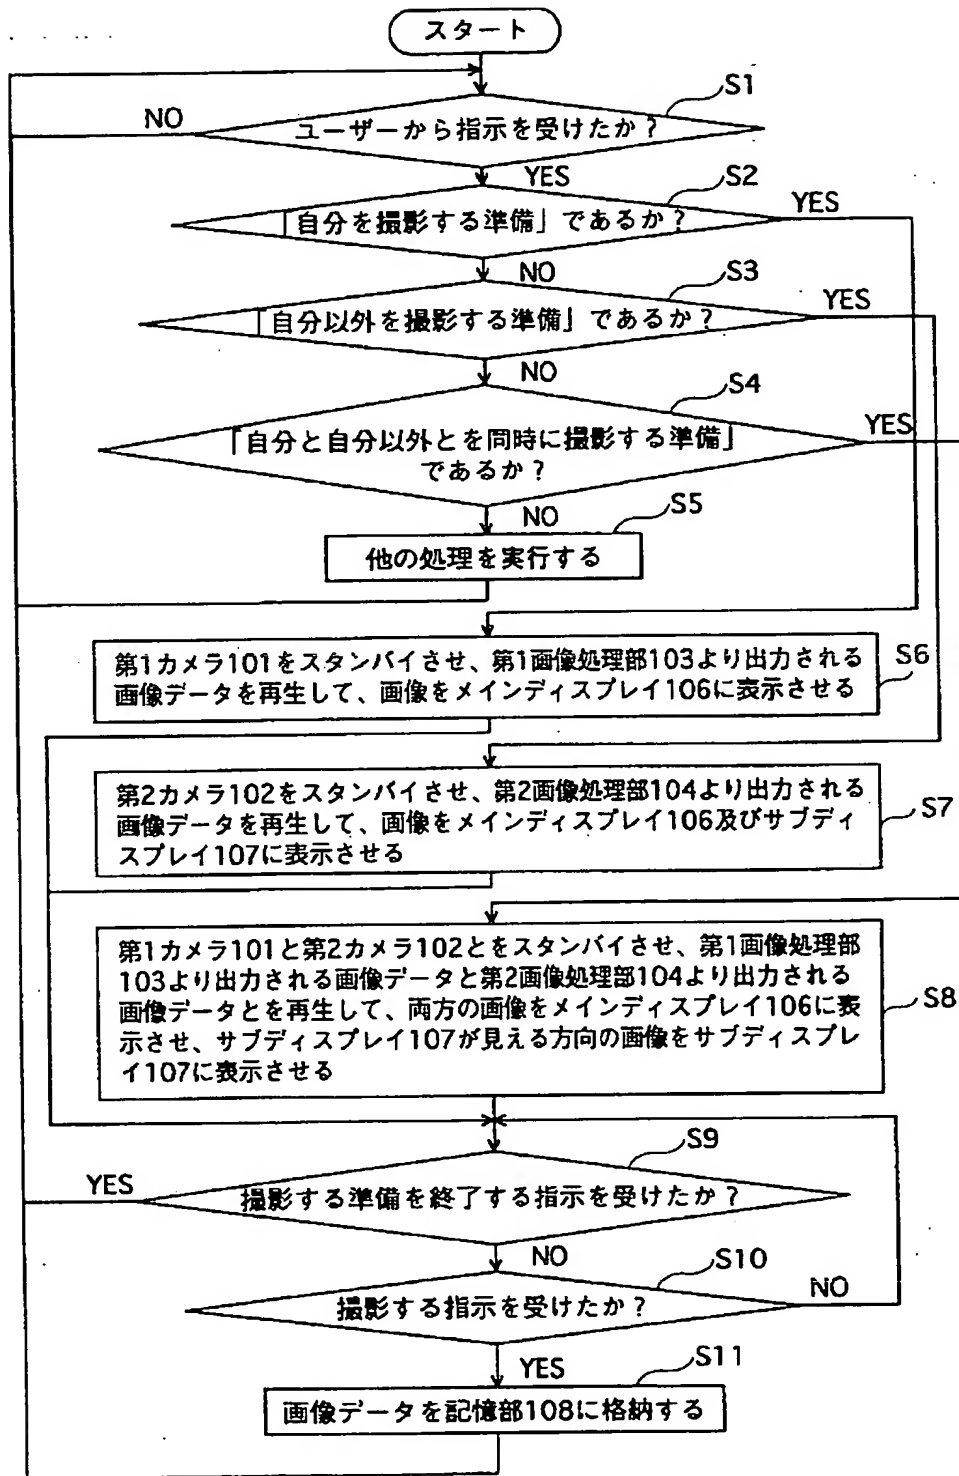 スタート
S1
NO
ユーザーから指示を受けたか？
YES
S2
YES
「自分を撮影する準備」であるか？
NO
S3
YES
「自分以外を撮影する準備」であるか？
NO
S4
YES
「自分と自分以外とを同時に撮影する準備」
であるか？
NO
S5
他の処理を実行する
第1カメラ101をスタンバイさせ、第1画像処理部103より出力される
画像データを再生して、画像をメインディスプレイ106に表示させる
S6
第2カメラ102をスタンバイさせ、第2画像処理部104より出力される
画像データを再生して、画像をメインディスプレイ106及びサブディ
スプレイ107に表示させる
S7
第1カメラ101と第2カメラ102とをスタンバイさせ、第1画像処理部
103より出力される画像データと第2画像処理部104より出力される
画像データとを再生して、両方の画像をメインディスプレイ106に表
示させ、サブディスプレイ107が見える方向の画像をサブディスプレ
イ107に表示させる
S8
S9
YES
撮影する準備を終了する指示を受けたか？
NO
S10
NO
撮影する指示を受けたか？
YES
S11
画像データを記憶部108に格納する